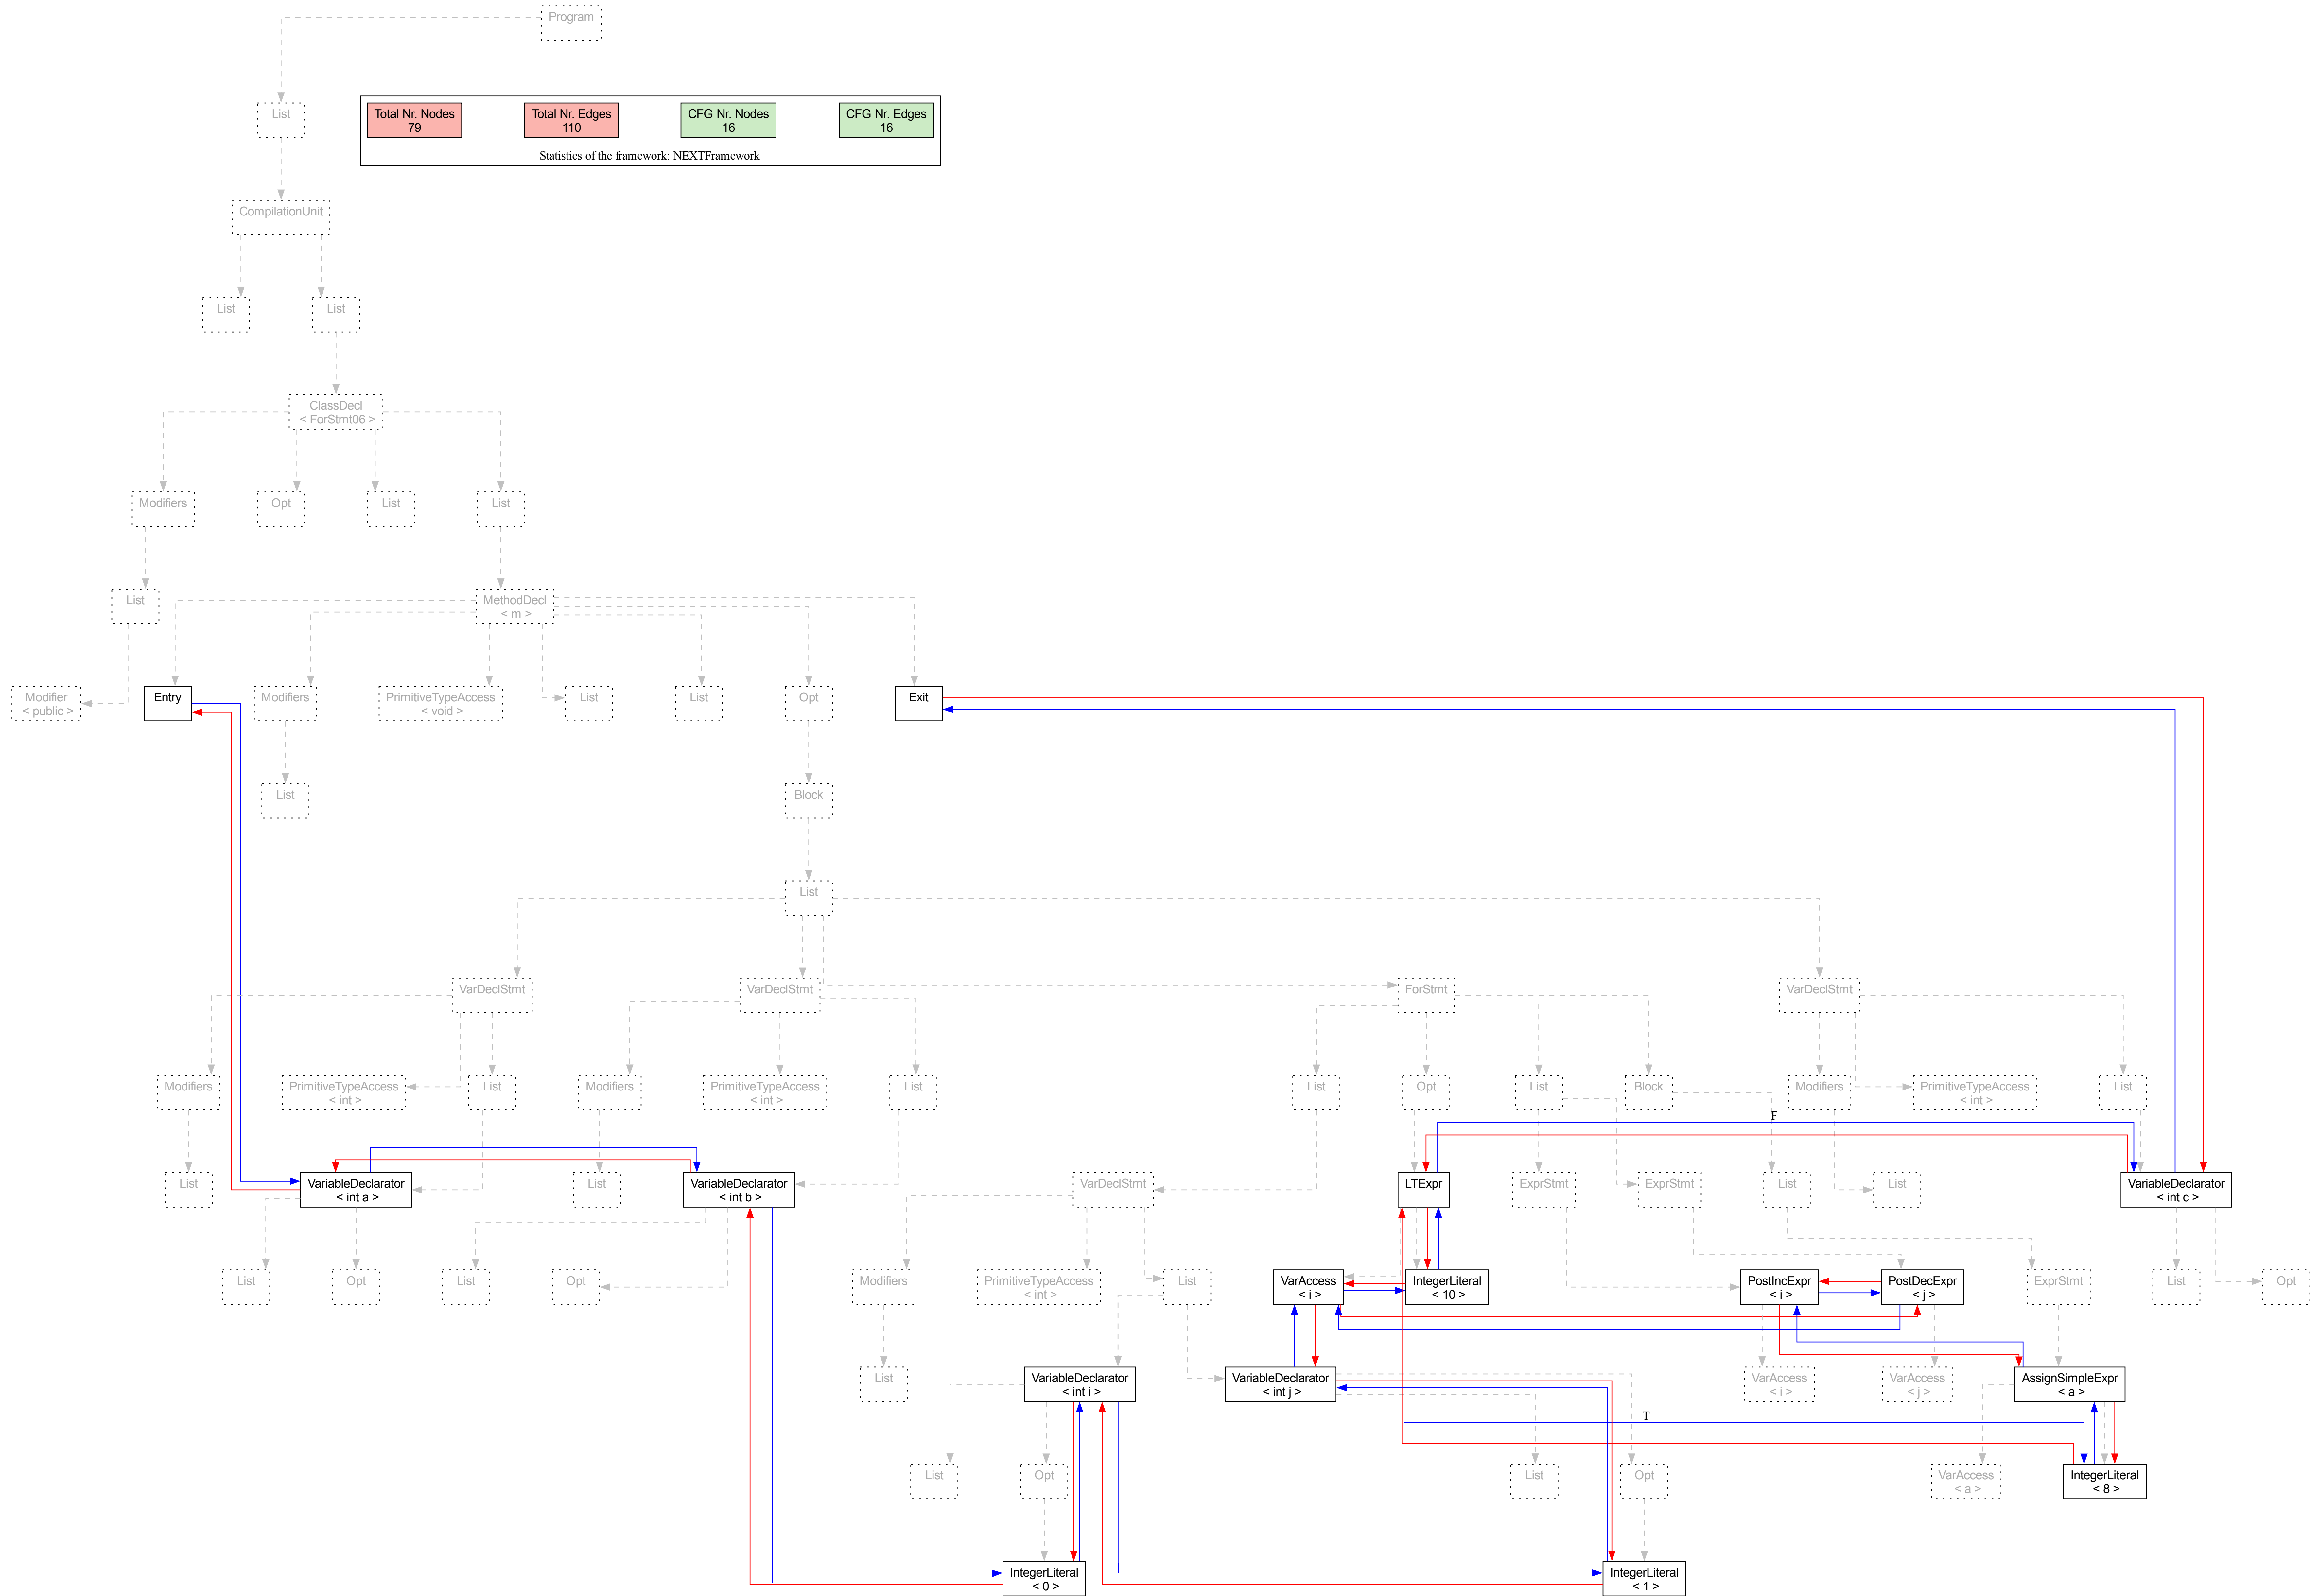 Program
List
Total Nr. Nodes
79
Total Nr. Edges
110
CFG Nr. Nodes
16
CFG Nr. Edges
16
Statistics of the framework: NEXTFramework
CompilationUnit
List
List
ClassDecl
< ForStmt06 >
Modifiers
Opt
List
List
List
MethodDecl
< m >
Modifier
< public >
Entry
Modifiers
PrimitiveTypeAccess
< void >
List
List
Opt
Exit
List
Block
List
VarDeclStmt
VarDeclStmt
ForStmt
VarDeclStmt
Modifiers
PrimitiveTypeAccess
< int >
List
Modifiers
PrimitiveTypeAccess
< int >
List
List
Opt
List
Block
Modifiers
PrimitiveTypeAccess
< int >
List
F
List
VariableDeclarator
< int a >
List
VariableDeclarator
< int b >
VarDeclStmt
LTExpr
ExprStmt
ExprStmt
List
List
VariableDeclarator
< int c >
List
Opt
List
Opt
Modifiers
PrimitiveTypeAccess
< int >
List
VarAccess
< i >
IntegerLiteral
< 10 >
PostIncExpr
< i >
PostDecExpr
< j >
ExprStmt
List
Opt
List
VariableDeclarator
< int i >
VariableDeclarator
< int j >
VarAccess
< i >
VarAccess
< j >
AssignSimpleExpr
< a >
T
List
Opt
List
Opt
VarAccess
< a >
IntegerLiteral
< 8 >
IntegerLiteral
< 0 >
IntegerLiteral
< 1 >